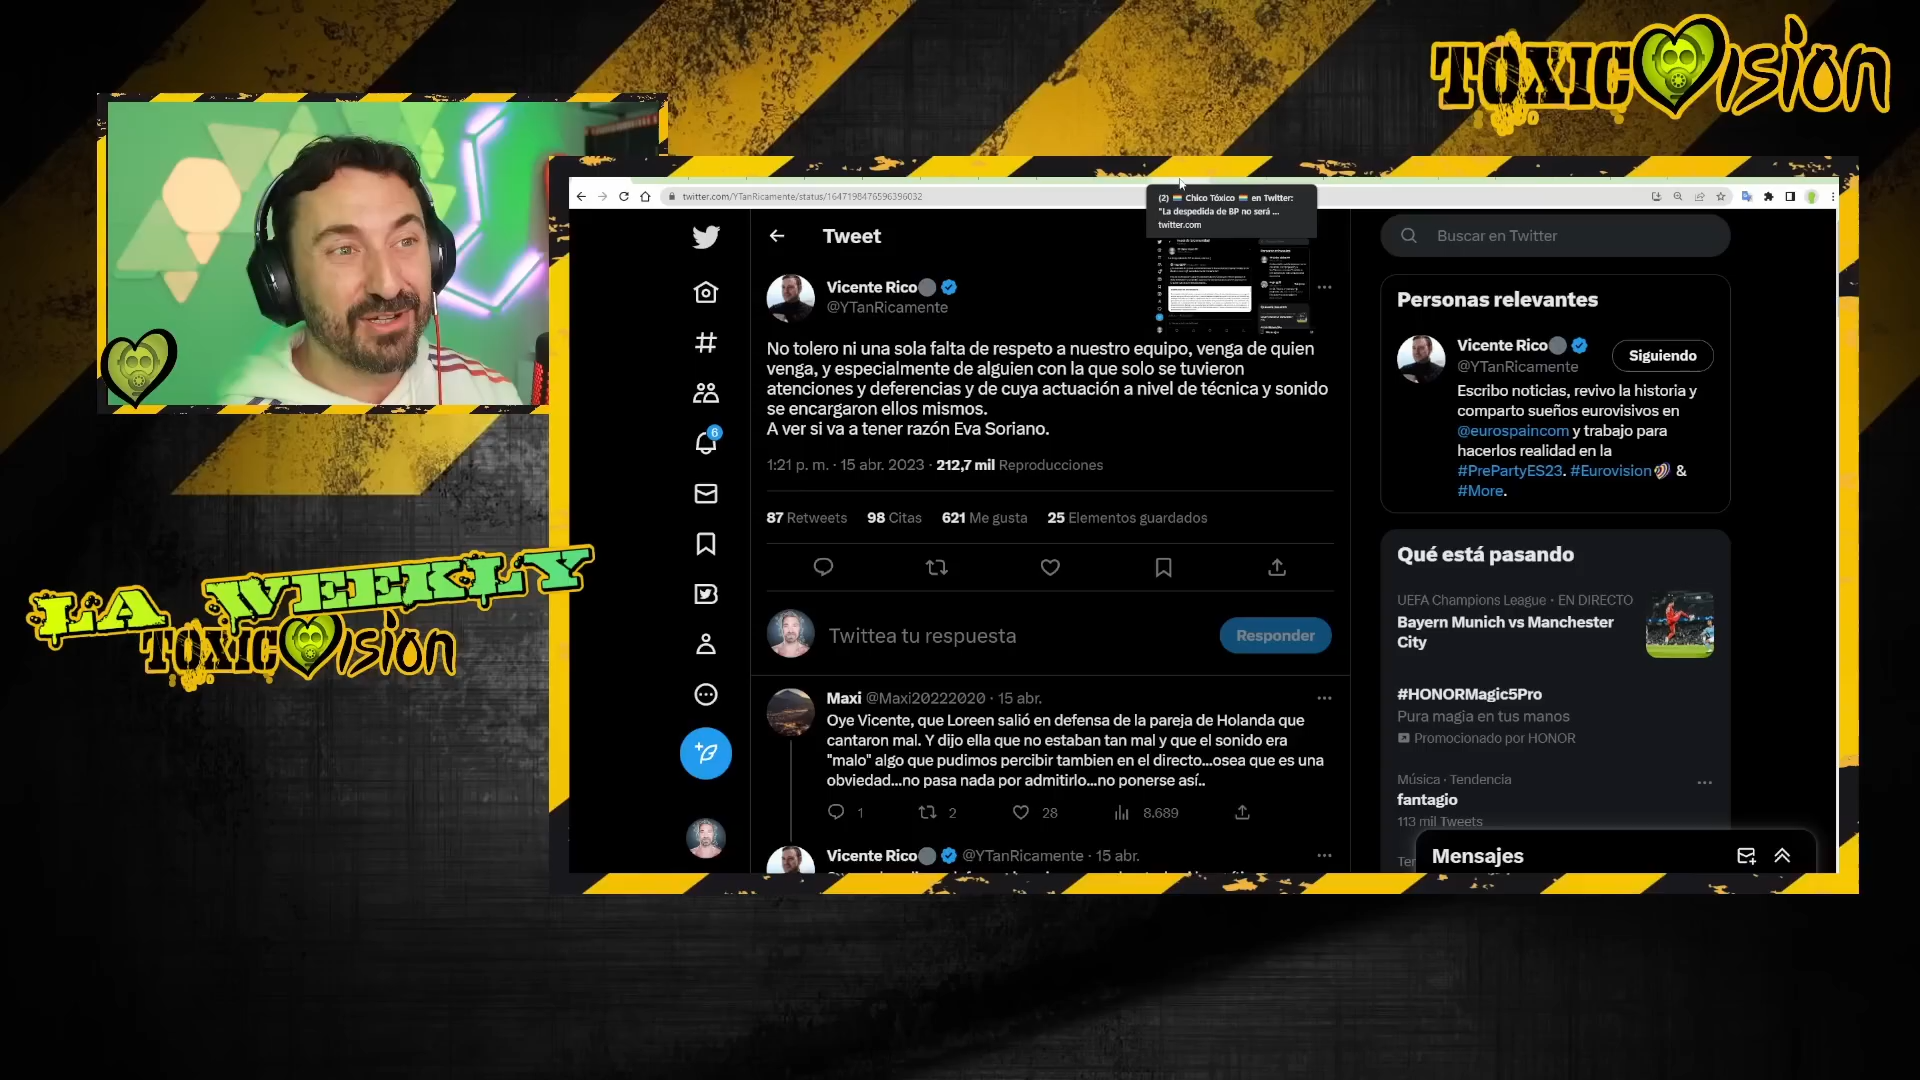 TOXICVision
twitter.com/YTanRicamente/status/1647198476596396032
(2) Chico Tóxico en Twitter:
"La despedida de BP no será ...
twitter.com
Tweet
Buscar en Twitter
Vicente Rico
@YTanRicamente
No tolero ni una sola falta de respeto a nuestro equipo, venga de quien
venga, y especialmente de alguien con la que solo se tuvieron
atenciones y deferencias y de cuya actuación a nivel de técnica y sonido
se encargaron ellos mismos.
A ver si va a tener razón Eva Soriano.
1:21 p. m. · 15 abr. 2023 · 212,7 mil Reproducciones
87 Retweets 98 Citas 621 Me gusta 25 Elementos guardados
6
Twittea tu respuesta
Responder
Maxi @Maxi20222020 · 15 abr.
Oye Vicente, que Loreen salió en defensa de la pareja de Holanda que
cantaron mal. Y dijo ella que no estaban tan mal y que el sonido era
"malo" algo que pudimos percibir tambien en el directo...osea que es una
obviedad...no pasa nada por admitirlo...no ponerse así..
1 2 28 8.689
Vicente Rico @YTanRicamente · 15 abr.
Personas relevantes
Vicente Rico
@YTanRicamente
Siguiendo
Escribo noticias, revivo la historia y
comparto sueños eurovisivos en
@eurospaincom y trabajo para
hacerlos realidad en la
#PrePartyES23. #Eurovision &
#More.
Qué está pasando
UEFA Champions League · EN DIRECTO
Bayern Munich vs Manchester
City
#HONORMagic5Pro
Pura magia en tus manos
Promocionado por HONOR
Música · Tendencia
fantagio
113 mil Tweets
Mensajes
LA WEEKLY
TOXICVision